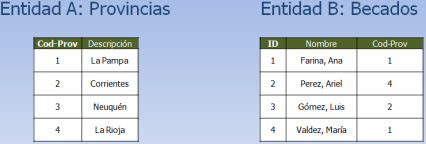 Entidad A: Provincias
Entidad B: Becados
Cod-Prov Descripción
1 La Pampa
2 Corrientes
3 Neuquén
4 La Rioja
ID Nombre Cod-Prov
1 Farina, Ana 1
2 Perez, Ariel 4
3 Gómez, Luis 2
4 Valdez, María 1